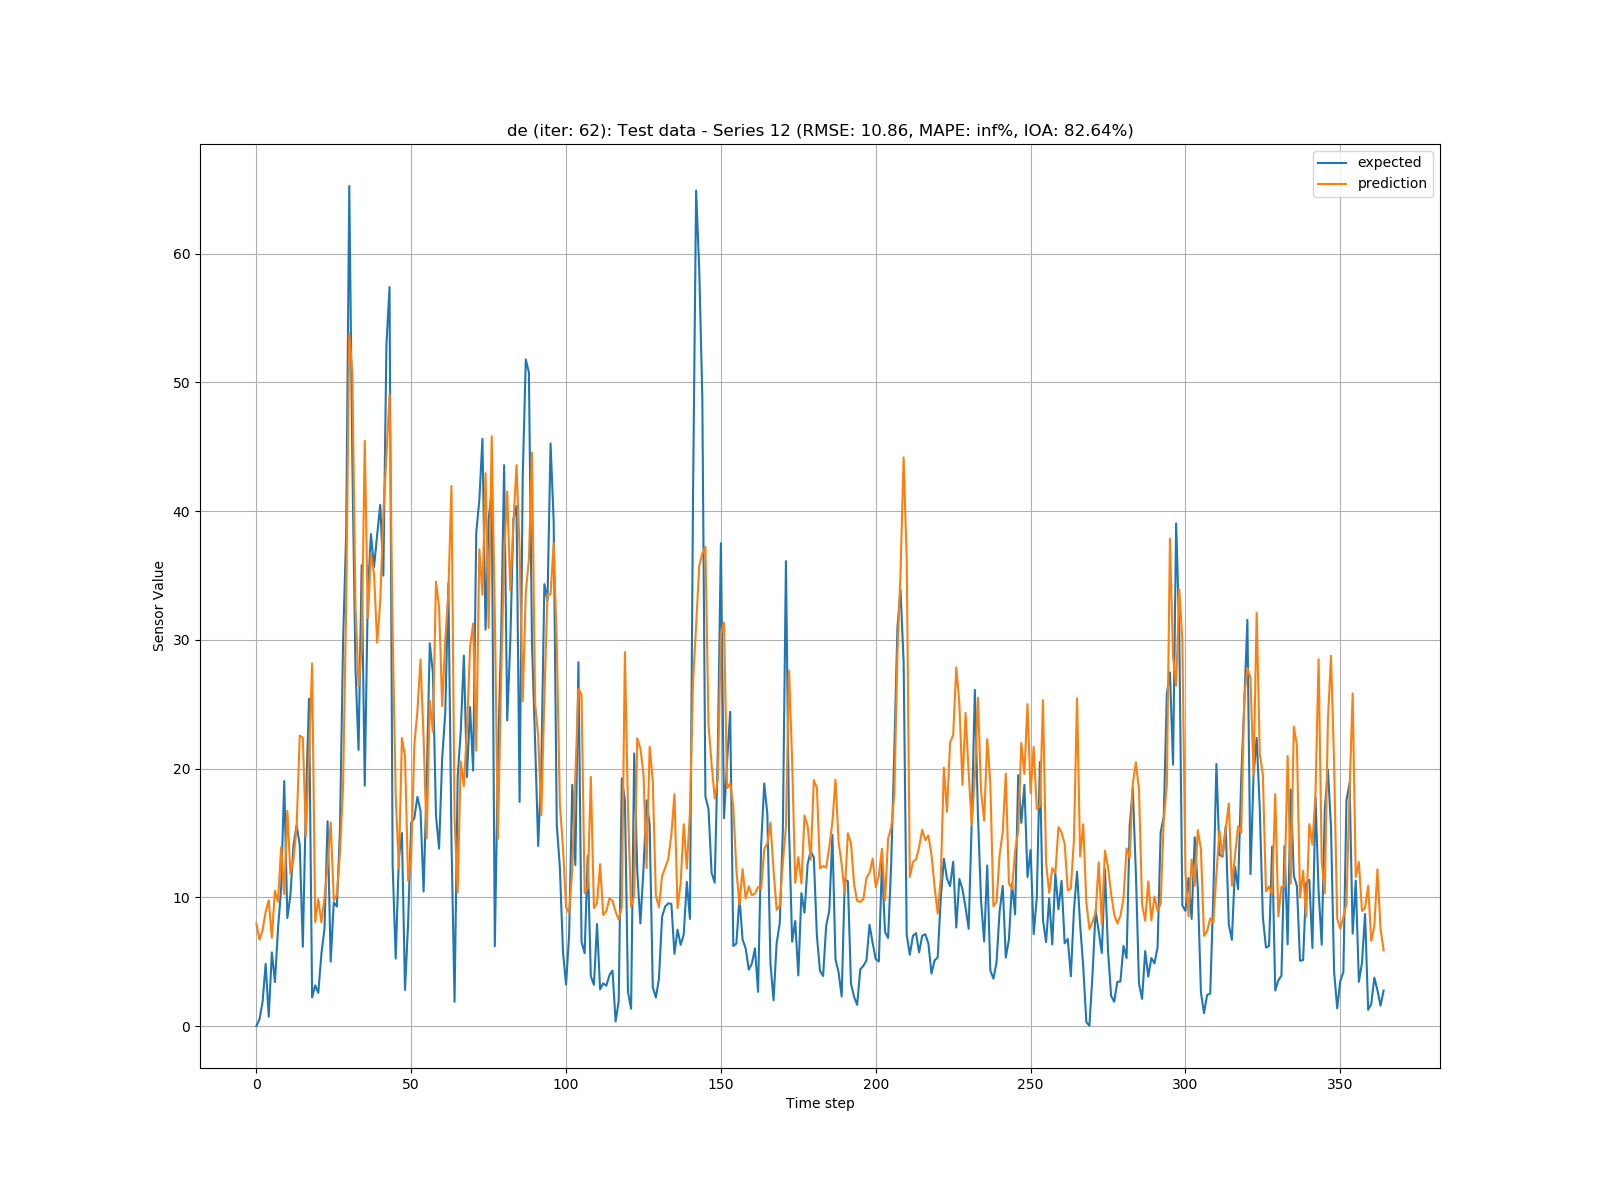 de (iter: 62): Test data - Series 12 (RMSE: 10.86, MAPE: inf%, IOA: 82.64%)
expected
prediction
60
50
40
30
20
10
0
Sensor Value
0 50 100 150 200 250 300 350
Time step